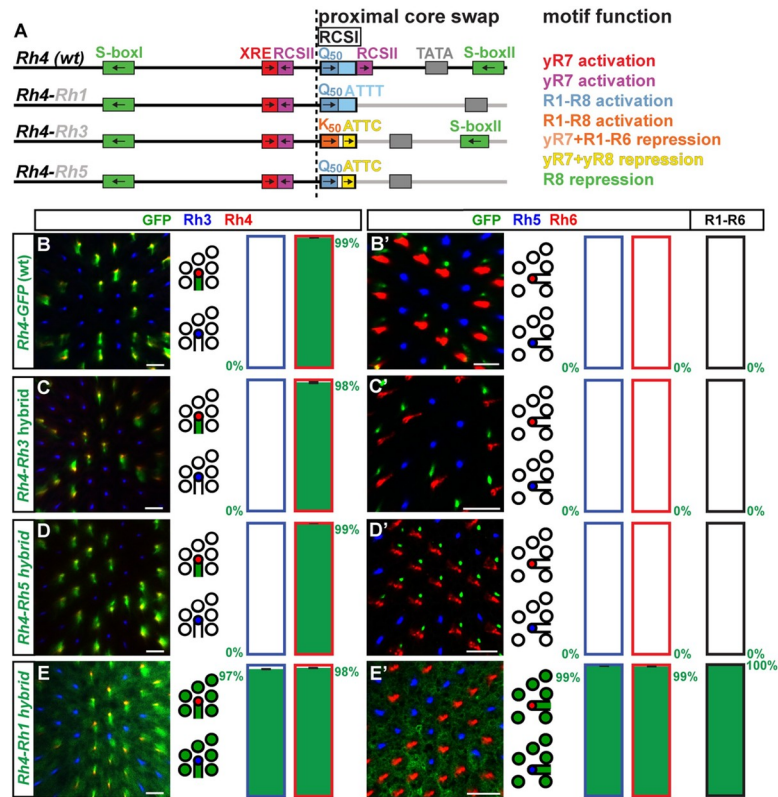 proximal core swap
motif function
A
RCSI
S-boxI
XRE RCSII
Q50
RCSII
TATA
S-boxII
Rh4 (wt)
Rh4-Rh1
Q50 ATTT
Rh4-Rh3
K50 ATTC
S-boxII
Rh4-Rh5
Q50 ATTC
yR7 activation
yR7 activation
R1-R8 activation
R1-R8 activation
yR7+R1-R6 repression
yR7+yR8 repression
R8 repression
GFP Rh3 Rh4
GFP Rh5 Rh6
R1-R6
Rh4-GFP (wt)
B
0%
99%
B'
0%
0%
0%
Rh4-Rh3 hybrid
C
0%
98%
C'
0%
0%
0%
Rh4-Rh5 hybrid
D
0%
99%
D'
0%
0%
0%
Rh4-Rh1 hybrid
E
97%
98%
E'
99%
99%
100%